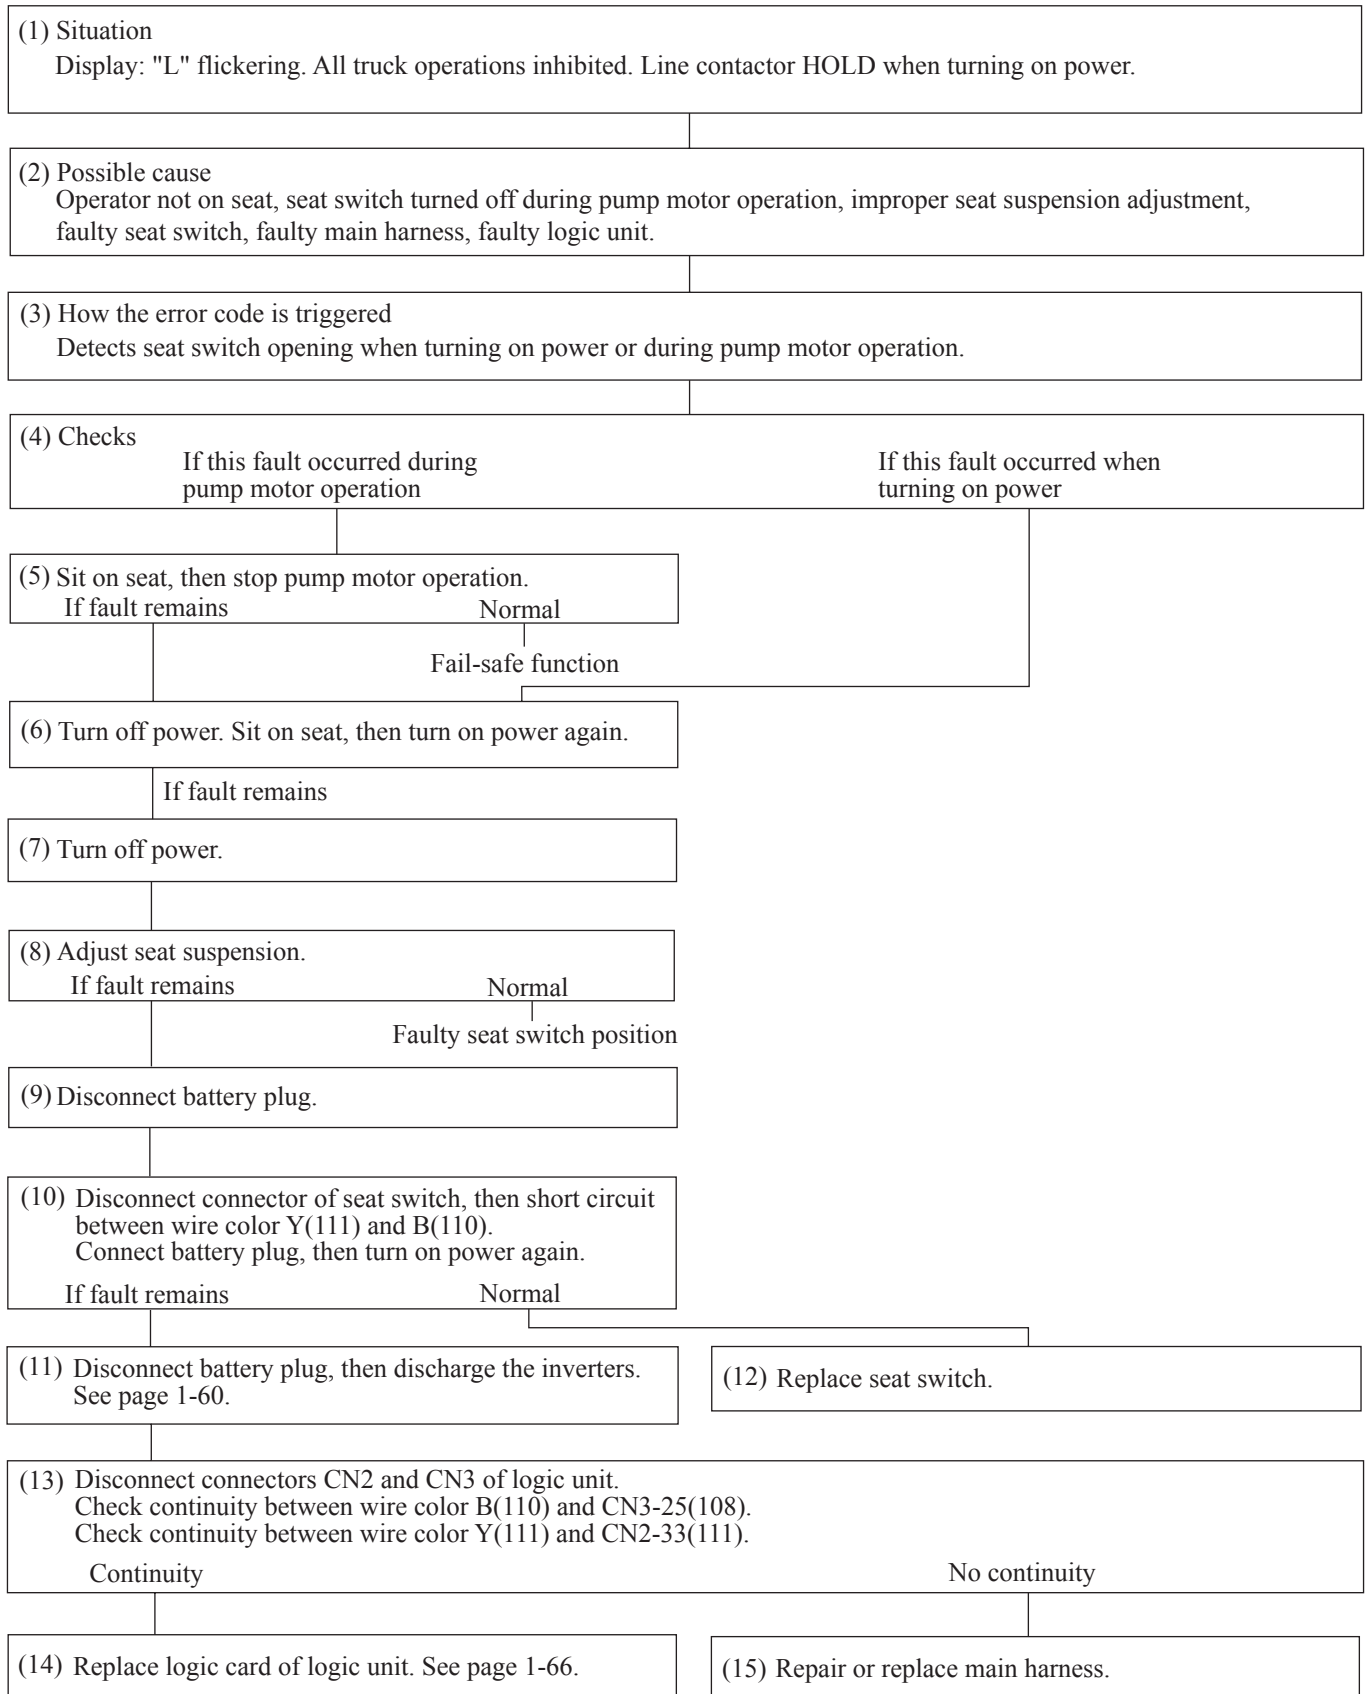 (1) Situation
Display: "L" flickering. All truck operations inhibited. Line contactor HOLD when turning on power.
(2) Possible cause
Operator not on seat, seat switch turned off during pump motor operation, improper seat suspension adjustment,
faulty seat switch, faulty main harness, faulty logic unit.
(3) How the error code is triggered
Detects seat switch opening when turning on power or during pump motor operation.
(4) Checks
If this fault occurred during
pump motor operation
If this fault occurred when
turning on power
(5) Sit on seat, then stop pump motor operation.
If fault remains Normal
Fail-safe function
(6) Turn off power. Sit on seat, then turn on power again.
If fault remains
(7) Turn off power.
(8) Adjust seat suspension.
If fault remains Normal
Faulty seat switch position
(9) Disconnect battery plug.
(10) Disconnect connector of seat switch, then short circuit
between wire color Y(111) and B(110).
Connect battery plug, then turn on power again.
If fault remains Normal
(11) Disconnect battery plug, then discharge the inverters.
See page 1-60.
(12) Replace seat switch.
(13) Disconnect connectors CN2 and CN3 of logic unit.
Check continuity between wire color B(110) and CN3-25(108).
Check continuity between wire color Y(111) and CN2-33(111).
Continuity No continuity
(14) Replace logic card of logic unit. See page 1-66.
(15) Repair or replace main harness.